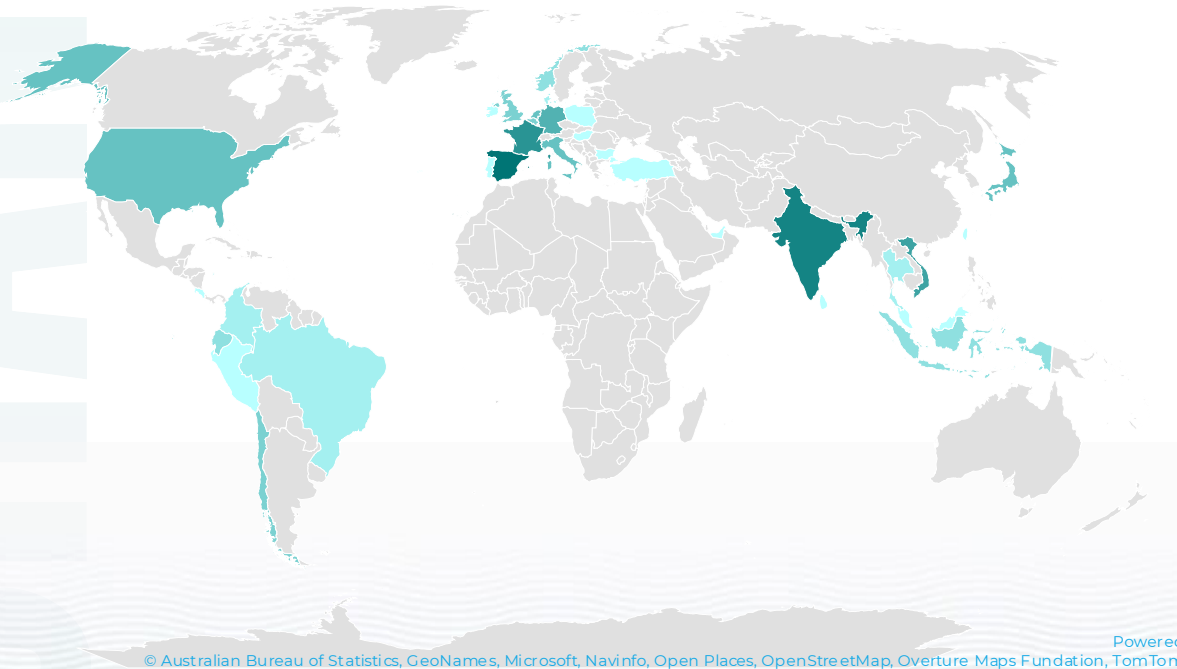 Powered
© Australian Bureau of Statistics, GeoNames, Microsoft, Navinfo, Open Places, OpenStreetMap, Overture Maps Fundation, TomTom